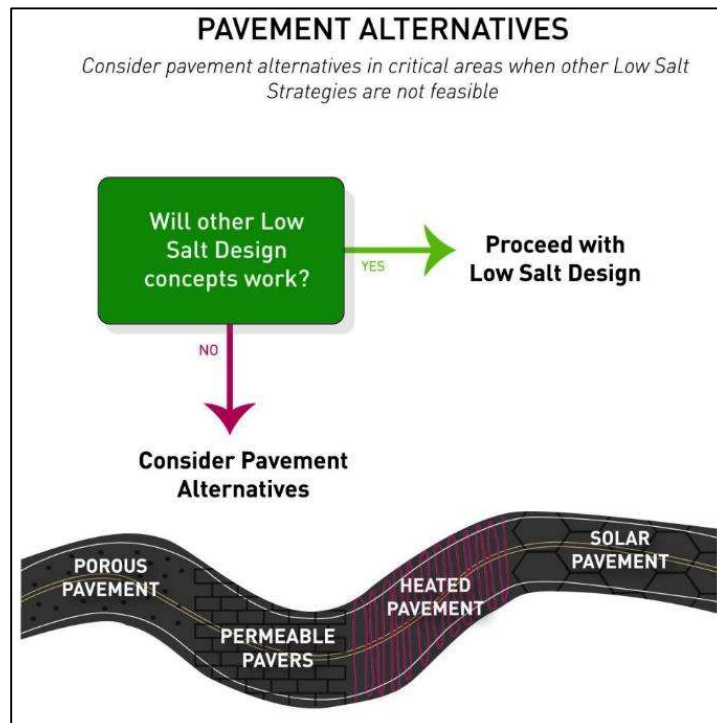 PAVEMENT ALTERNATIVES
Consider pavement alternatives in critical areas when other Low Salt
Strategies are not feasible
Will other Low
Salt Design
concepts work?
YES
Proceed with
Low Salt Design
NO
Consider Pavement
Alternatives
POROUS
PAVEMENT
PERMEABLE
PAVERS
HEATED
PAVEMENT
SOLAR
PAVEMENT